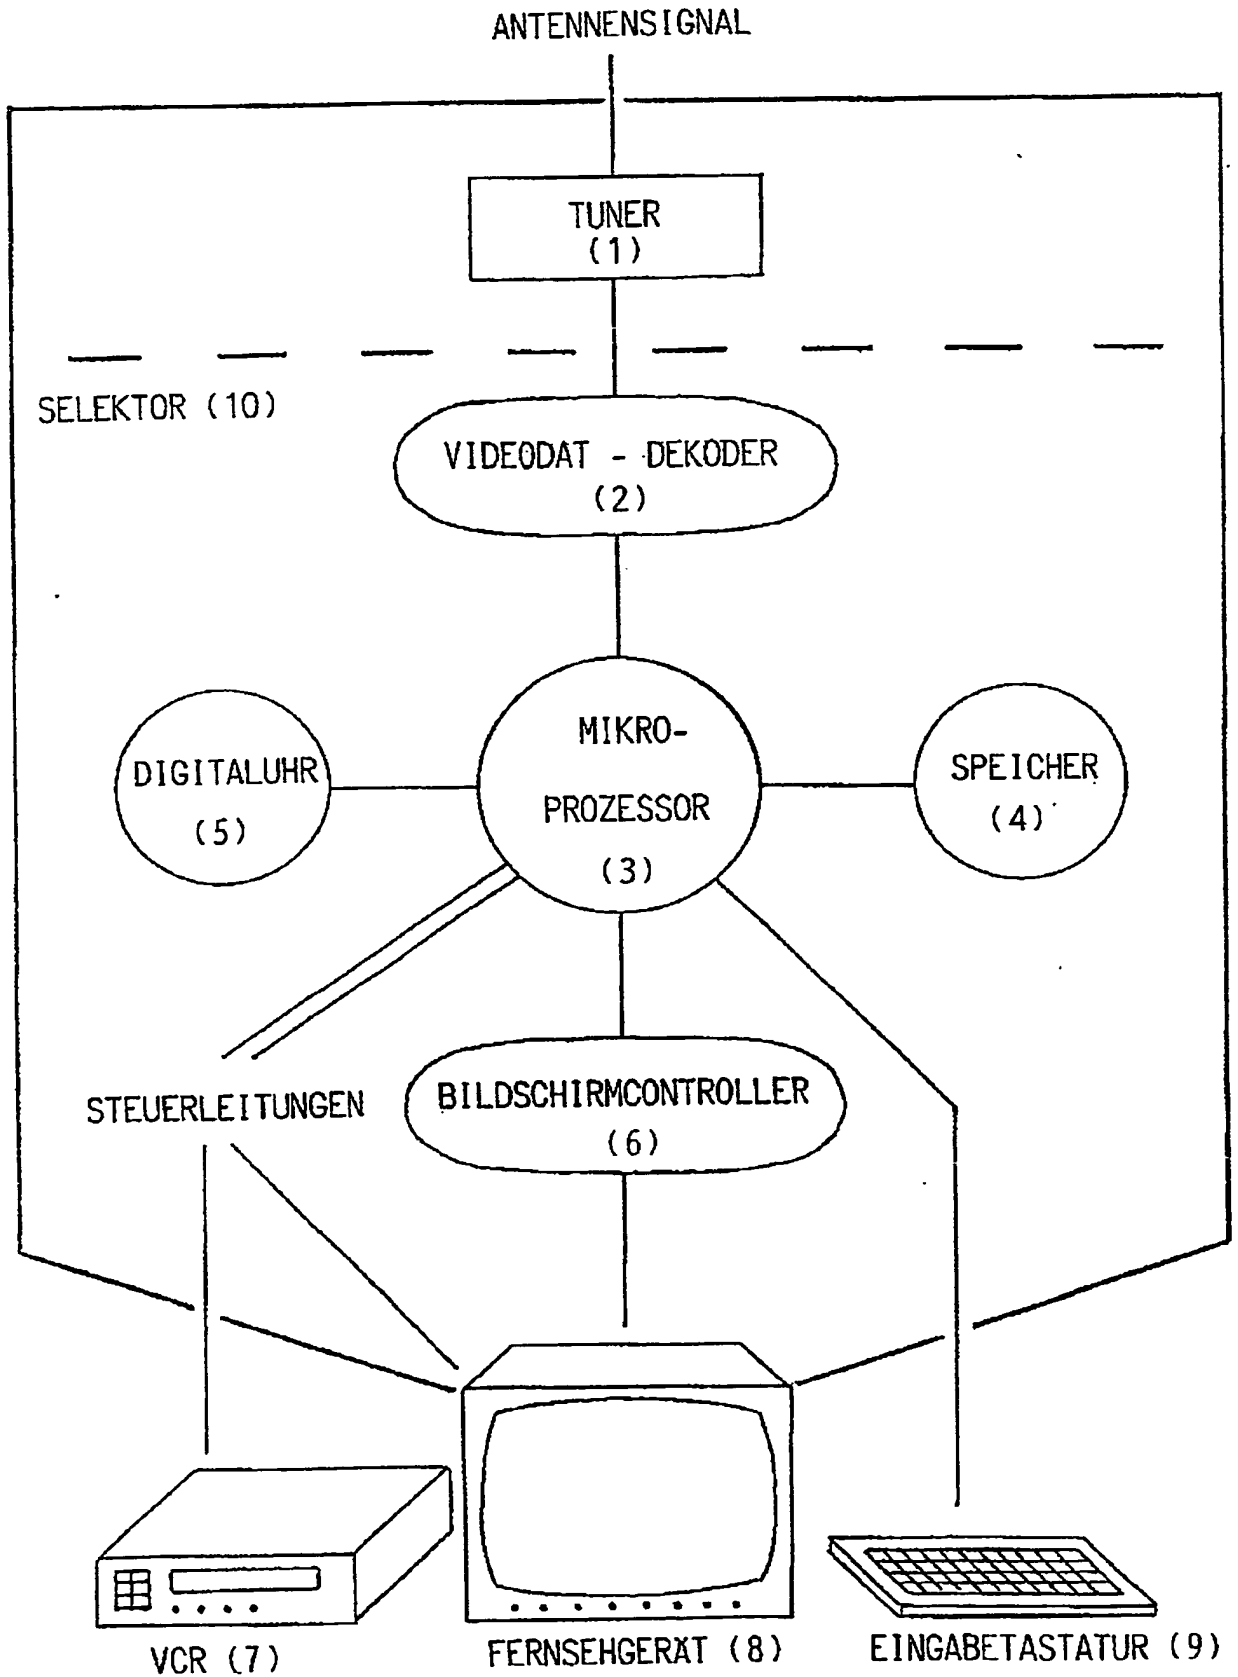 ANTENNENSIGNAL
TUNER
(1)
SELEKTOR (10)
VIDEODAT - DEKODER
(2)
MIKRO-
PROZESSOR
(3)
DIGITALUHR
(5)
SPEICHER
(4)
STEUERLEITUNGEN
BILDSCHIRMCONTROLLER
(6)
VCR (7)
FERNSEHGERÄT (8)
EINGABETASTATUR (9)